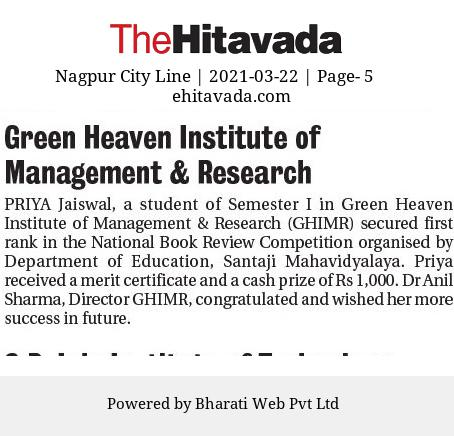 TheHitavada
Nagpur City Line | 2021-03-22 | Page- 5
ehitavada.com
Green Heaven Institute of
Management & Research
PRIYA Jaiswal, a student of Semester I in Green Heaven
Institute of Management & Research (GHIMR) secured first
rank in the National Book Review Competition organised by
Department of Education, Santaji Mahavidyalaya. Priya
received a merit certificate and a cash prize of Rs 1,000. Dr Anil
Sharma, Director GHIMR, congratulated and wished her more
success in future.
Powered by Bharati Web Pvt Ltd